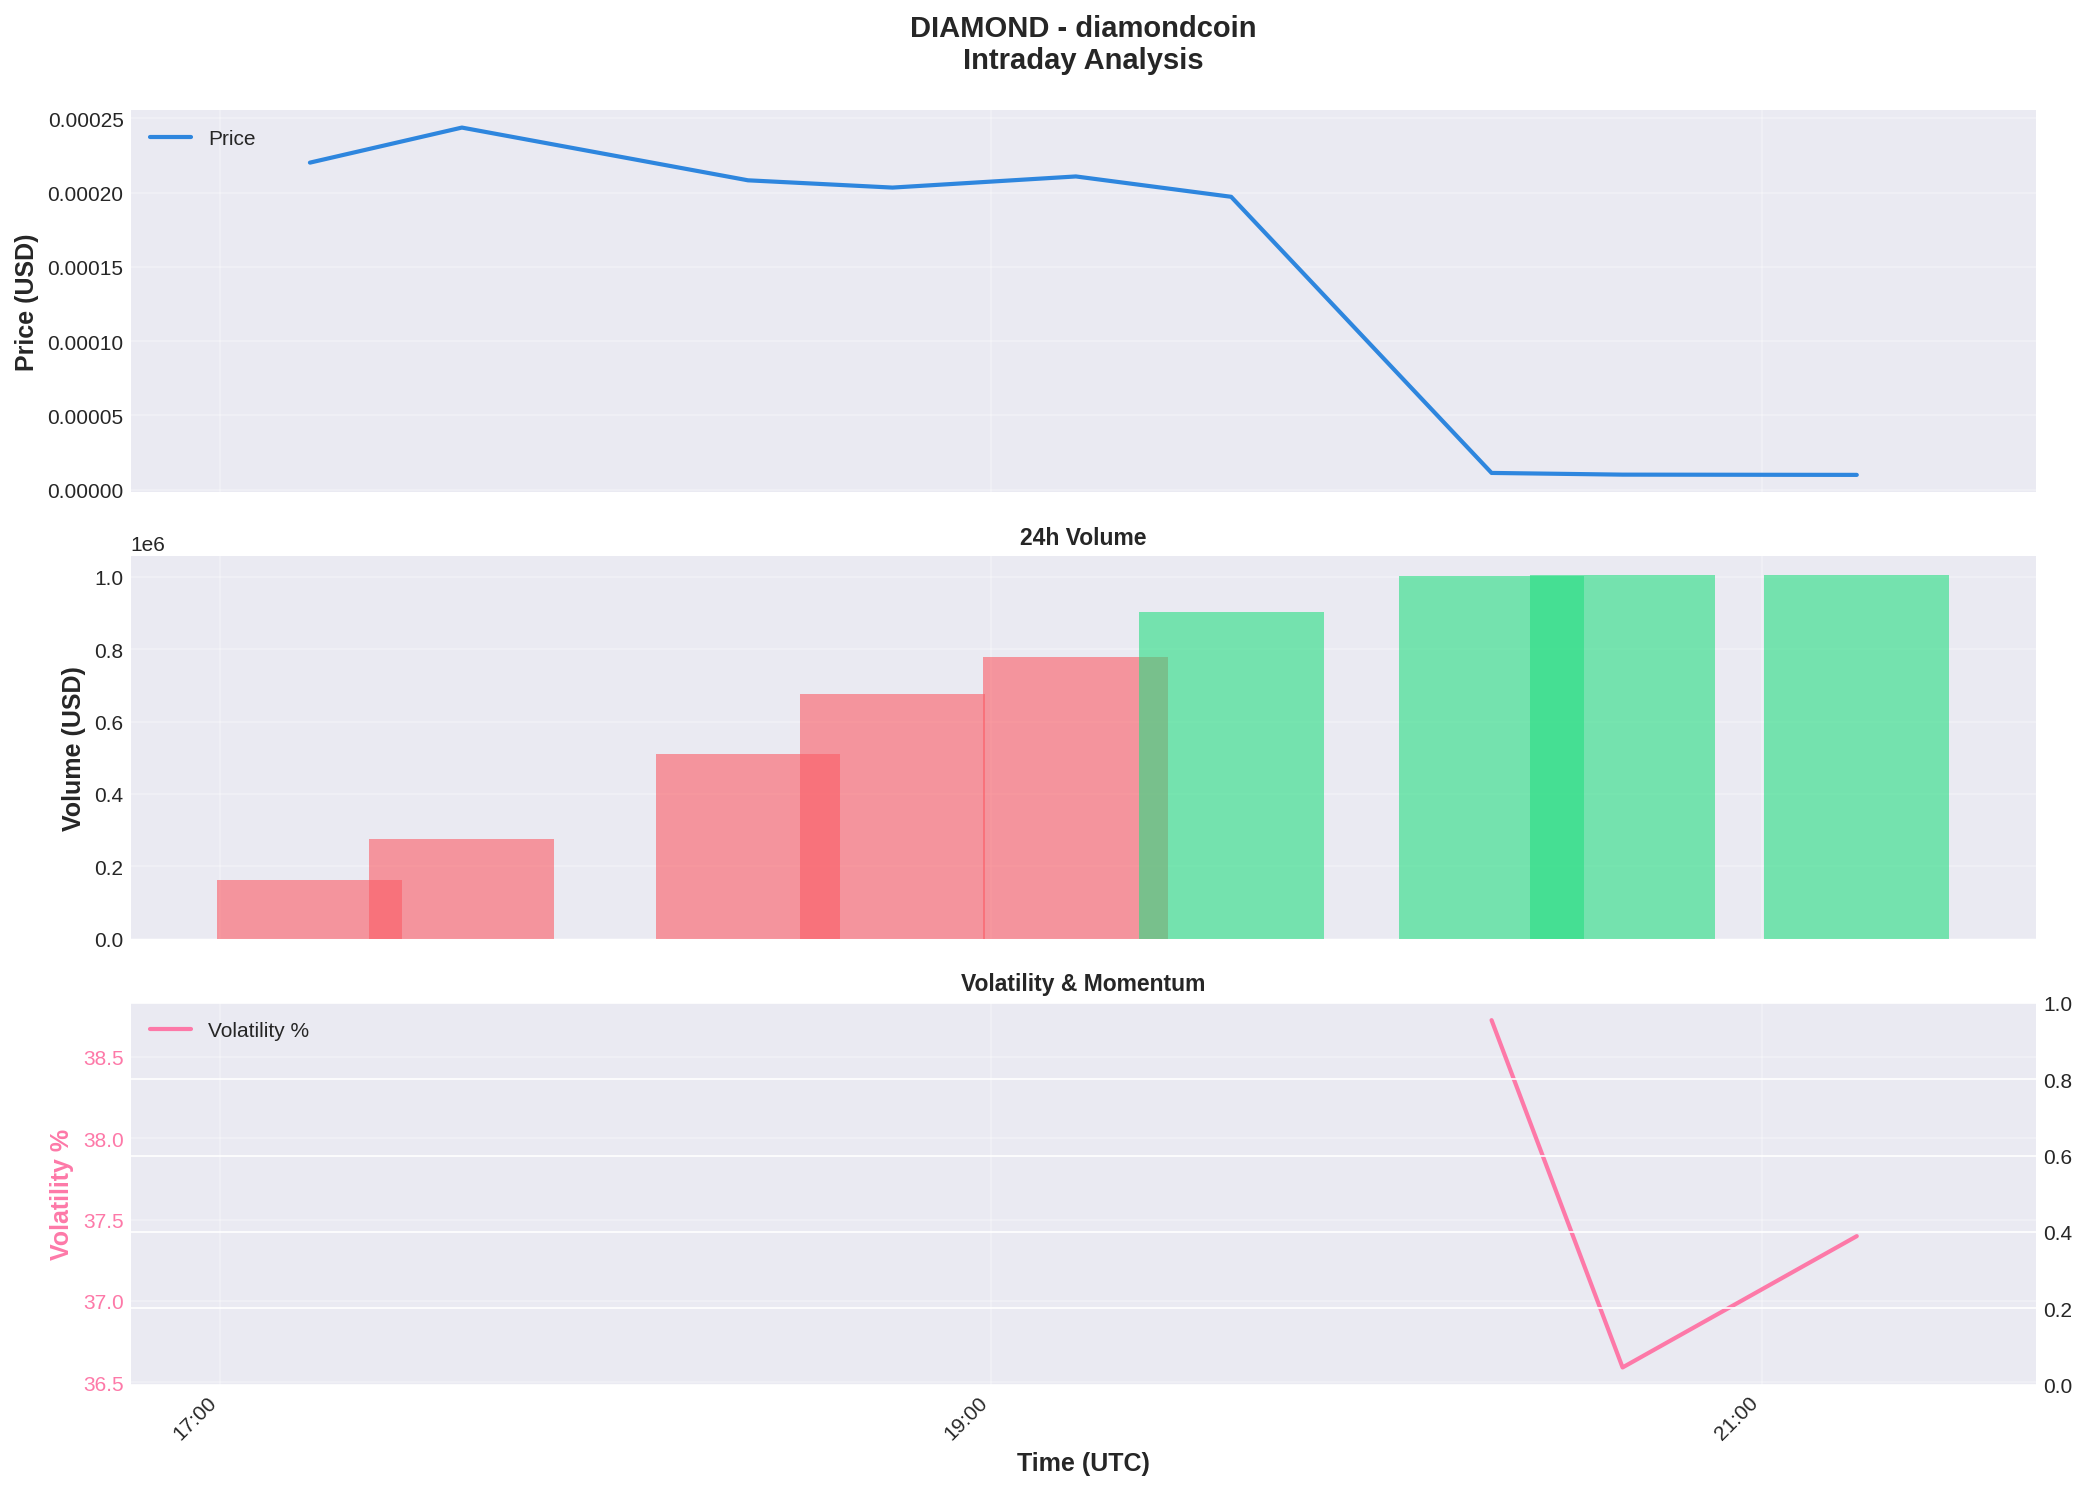 DIAMOND - diamondcoin
Intraday Analysis
Price (USD)
0.00025
0.00020
0.00015
0.00010
0.00005
0.00000
Price
24h Volume
1e6
Volume (USD)
1.0
0.8
0.6
0.4
0.2
0.0
Volatility & Momentum
Volatility %
38.5
38.0
37.5
37.0
36.5
Volatility %
1.0
0.8
0.6
0.4
0.2
0.0
17:00
19:00
21:00
Time (UTC)